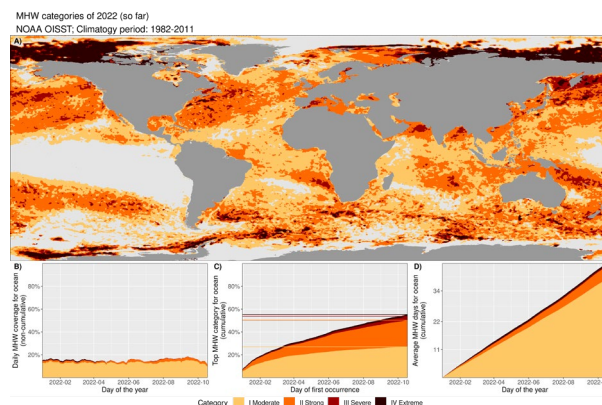 MHW categories of 2022 (so far)
NOAA OISST; Climatogy period: 1982-2011
A)
B)
Daily MHW coverage for ocean
(non-cumulative)
80%
60%
40%
20%
2022-02 2022-04 2022-06 2022-08 2022-10
Day of the year
C)
Top MHW category for ocean
(cumulative)
80%
60%
40%
20%
2022-02 2022-04 2022-06 2022-08 2022-10
Day of first occurrence
D)
Average MHW days for ocean
(cumulative)
34
22
11
2022-02 2022-04 2022-06 2022-08 2022-10
Day of the year
Category I Moderate II Strong III Severe IV Extreme